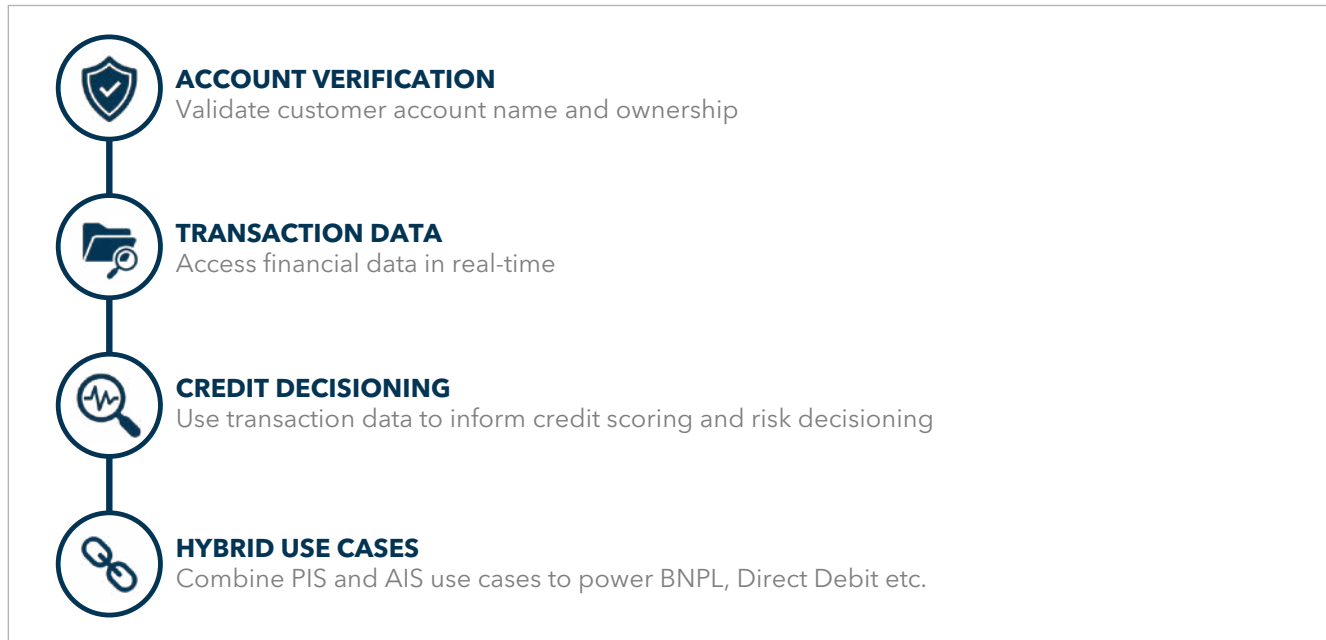 ACCOUNT VERIFICATION
Validate customer account name and ownership
TRANSACTION DATA
Access financial data in real-time
CREDIT DECISIONING
Use transaction data to inform credit scoring and risk decisioning
HYBRID USE CASES
Combine PIS and AIS use cases to power BNPL, Direct Debit etc.